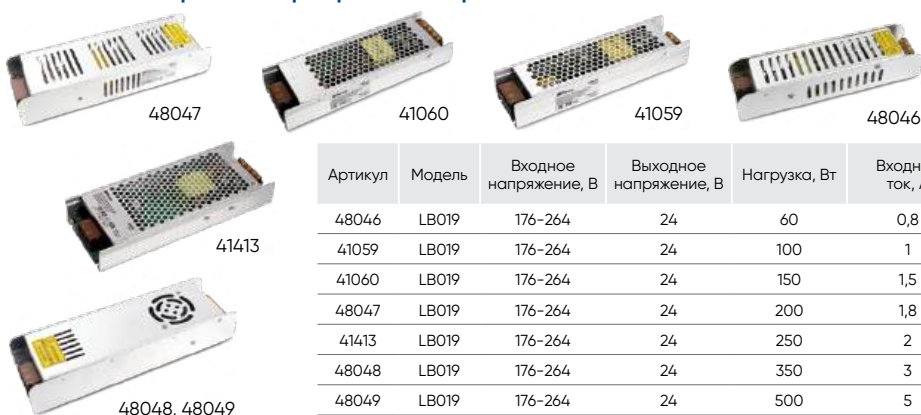 48047
41060
41059
48046
41413
48048, 48049
Артикул Модель Входное напряжение, В Выходное напряжение, В Нагрузка, Вт ток,
48046 LB019 176-264 24 60 0,8
41059 LB019 176-264 24 100 1
41060 LB019 176-264 24 150 1,5
48047 LB019 176-264 24 200 1,8
41413 LB019 176-264 24 250 2
48048 LB019 176-264 24 350 3
48049 LB019 176-264 24 500 5